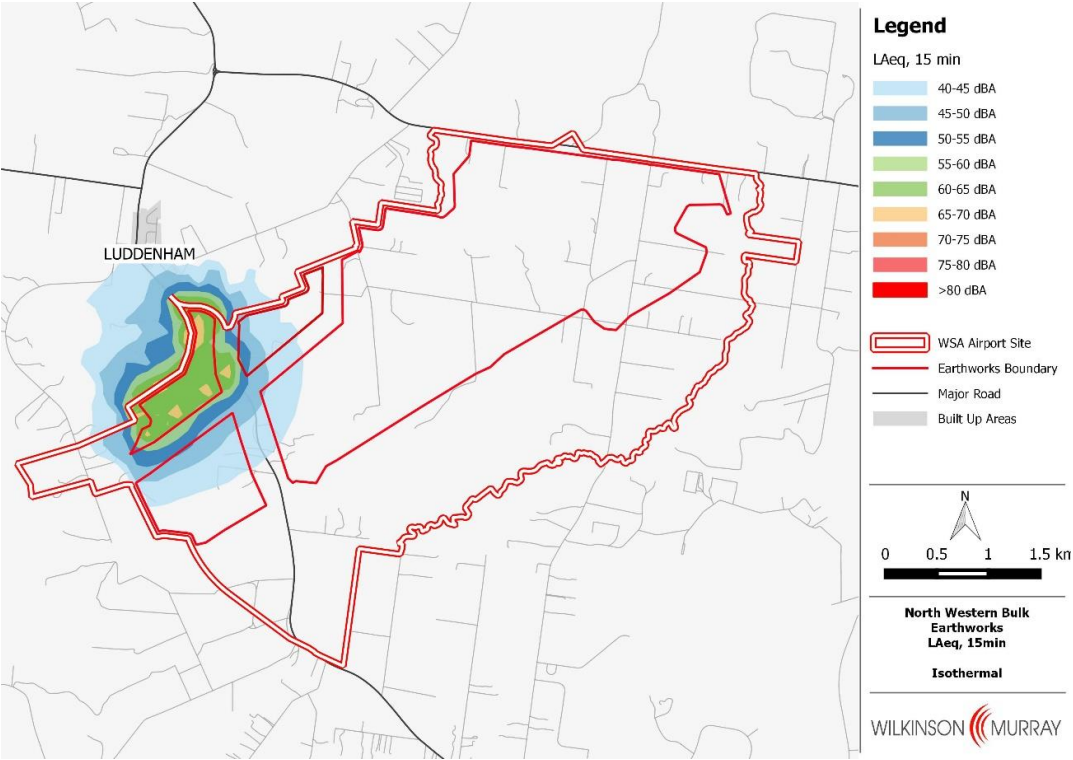 LUDDENHAM
Legend
LAeq, 15 min
40-45 dBA
45-50 dBA
50-55 dBA
55-60 dBA
60-65 dBA
65-70 dBA
70-75 dBA
75-80 dBA
>80 dBA
WSA Airport Site
Earthworks Boundary
Major Road
Built Up Areas
N
0 0.5 1 1.5 km
North Western Bulk
Earthworks
LAeq, 15min
Isothermal
WILKINSON MURRAY